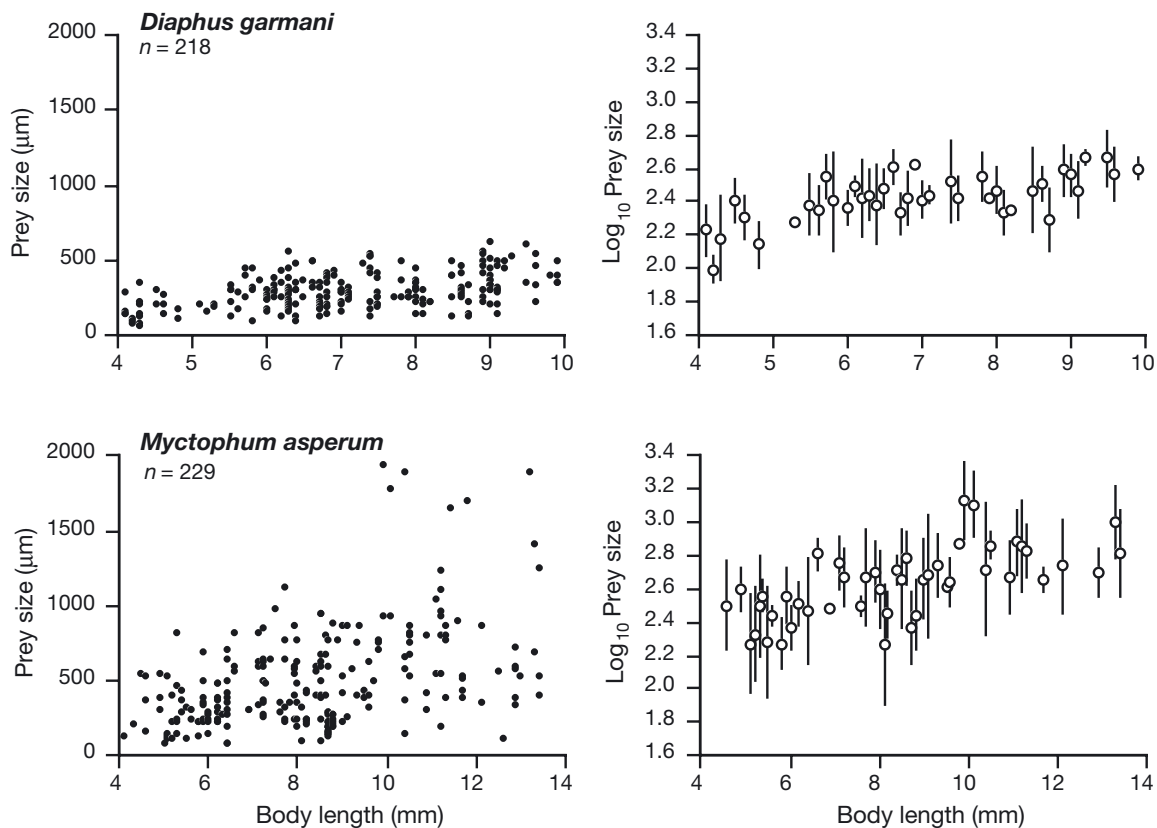 Diaphus garmani
n = 218
Prey size (µm)
2000
1500
1000
500
0
4 5 6 7 8 9 10
Log10 Prey size
3.4
3.2
3.0
2.8
2.6
2.4
2.2
2.0
1.8
1.6
4 5 6 7 8 9 10
Myctophum asperum
n = 229
Prey size (µm)
2000
1500
1000
500
0
4 6 8 10 12 14
Body length (mm)
Log10 Prey size
3.4
3.2
3.0
2.8
2.6
2.4
2.2
2.0
1.8
1.6
4 6 8 10 12 14
Body length (mm)